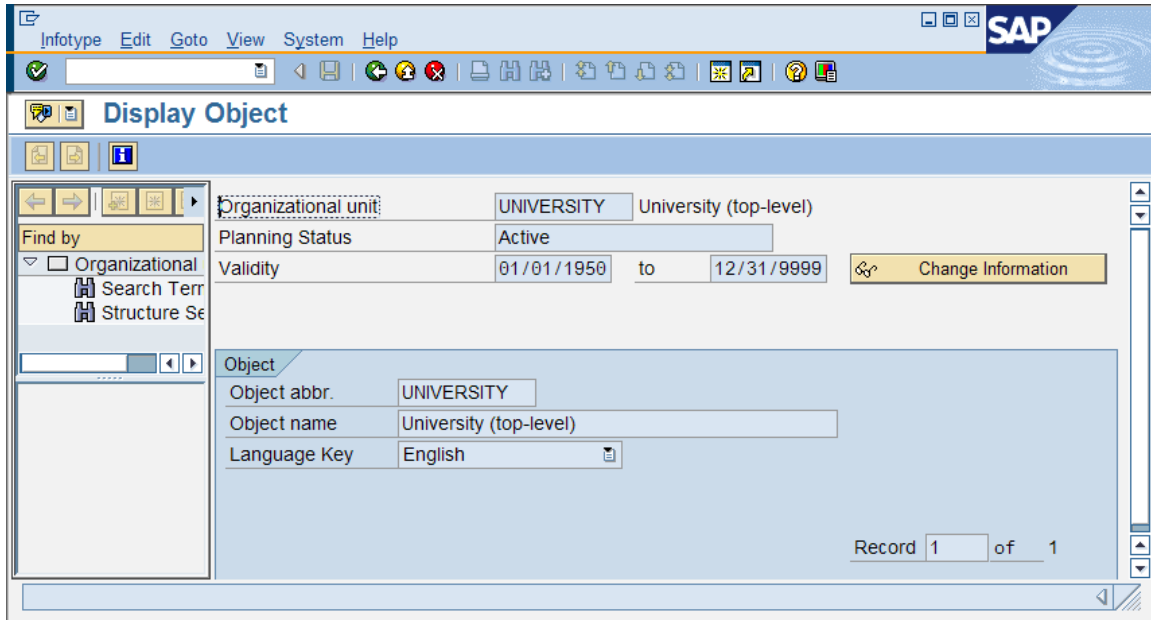 SAP
Infotype Edit Goto View System Help
Display Object
Organizational unit UNIVERSITY University (top-level)
Find by
Planning Status Active
Organizational
Validity 01/01/1950 to 12/31/9999 Change Information
Search Terr
Structure Se
Object
Object abbr. UNIVERSITY
Object name University (top-level)
Language Key English
Record 1 of 1